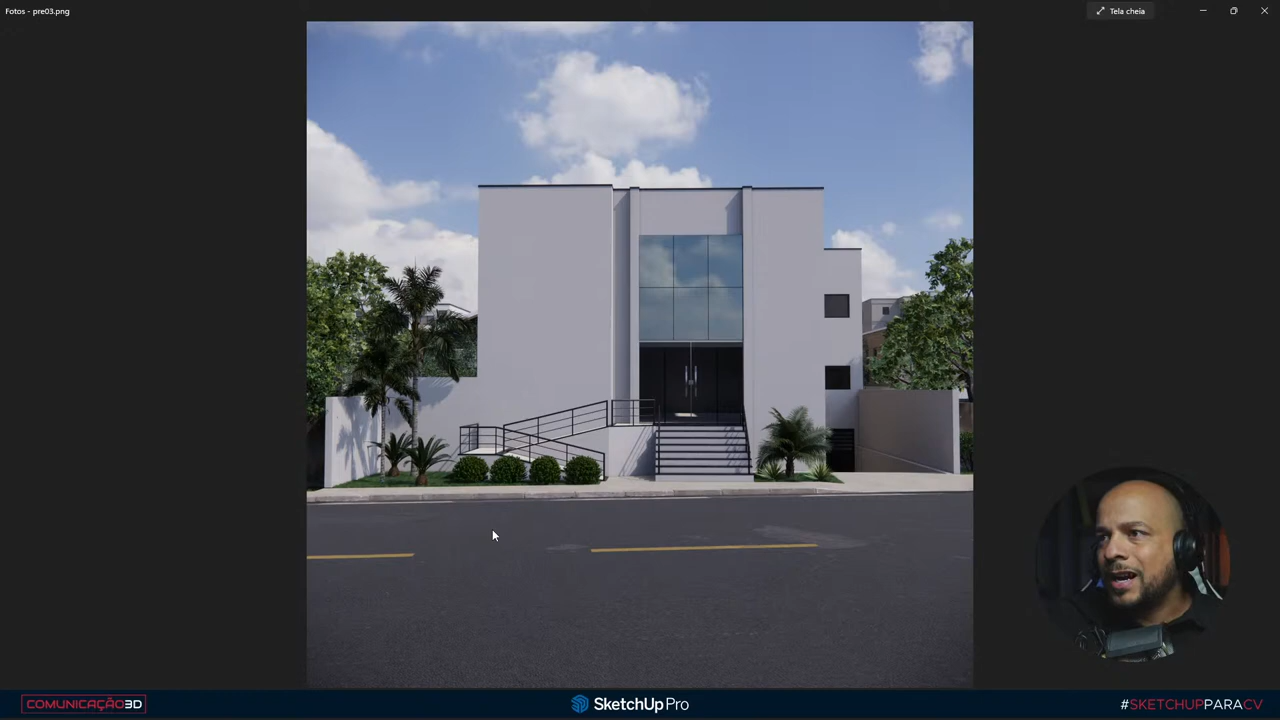 Fotos - pre03.png
Tela cheia
COMUNICAÇÃO3D
SketchUp Pro
#SKETCHUPPARACV